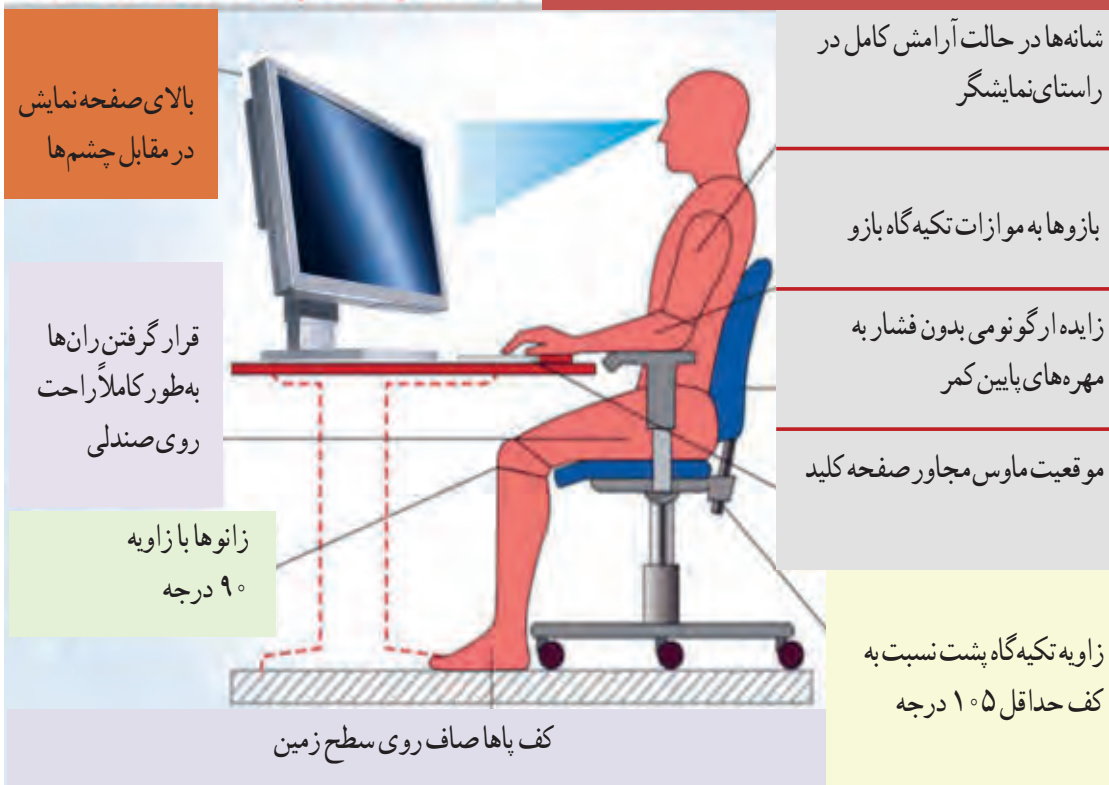 شانه‌ها در حالت آرامش کامل در
راستای نمایشگر
بازوها به موازات تکیه‌گاه بازو
زایده ارگونومی بدون فشار به
مهره‌های پایین کمر
موقعیت ماوس مجاور صفحه کلید
زاویه تکیه‌گاه پشت نسبت به
کف حداقل ۱۰۵ درجه
بالای صفحه نمایش
در مقابل چشم‌ها
قرار گرفتن ران‌ها
به‌طور کاملاً راحت
روی صندلی
زانوها با زاویه
۹۰ درجه
کف پاها صاف روی سطح زمین